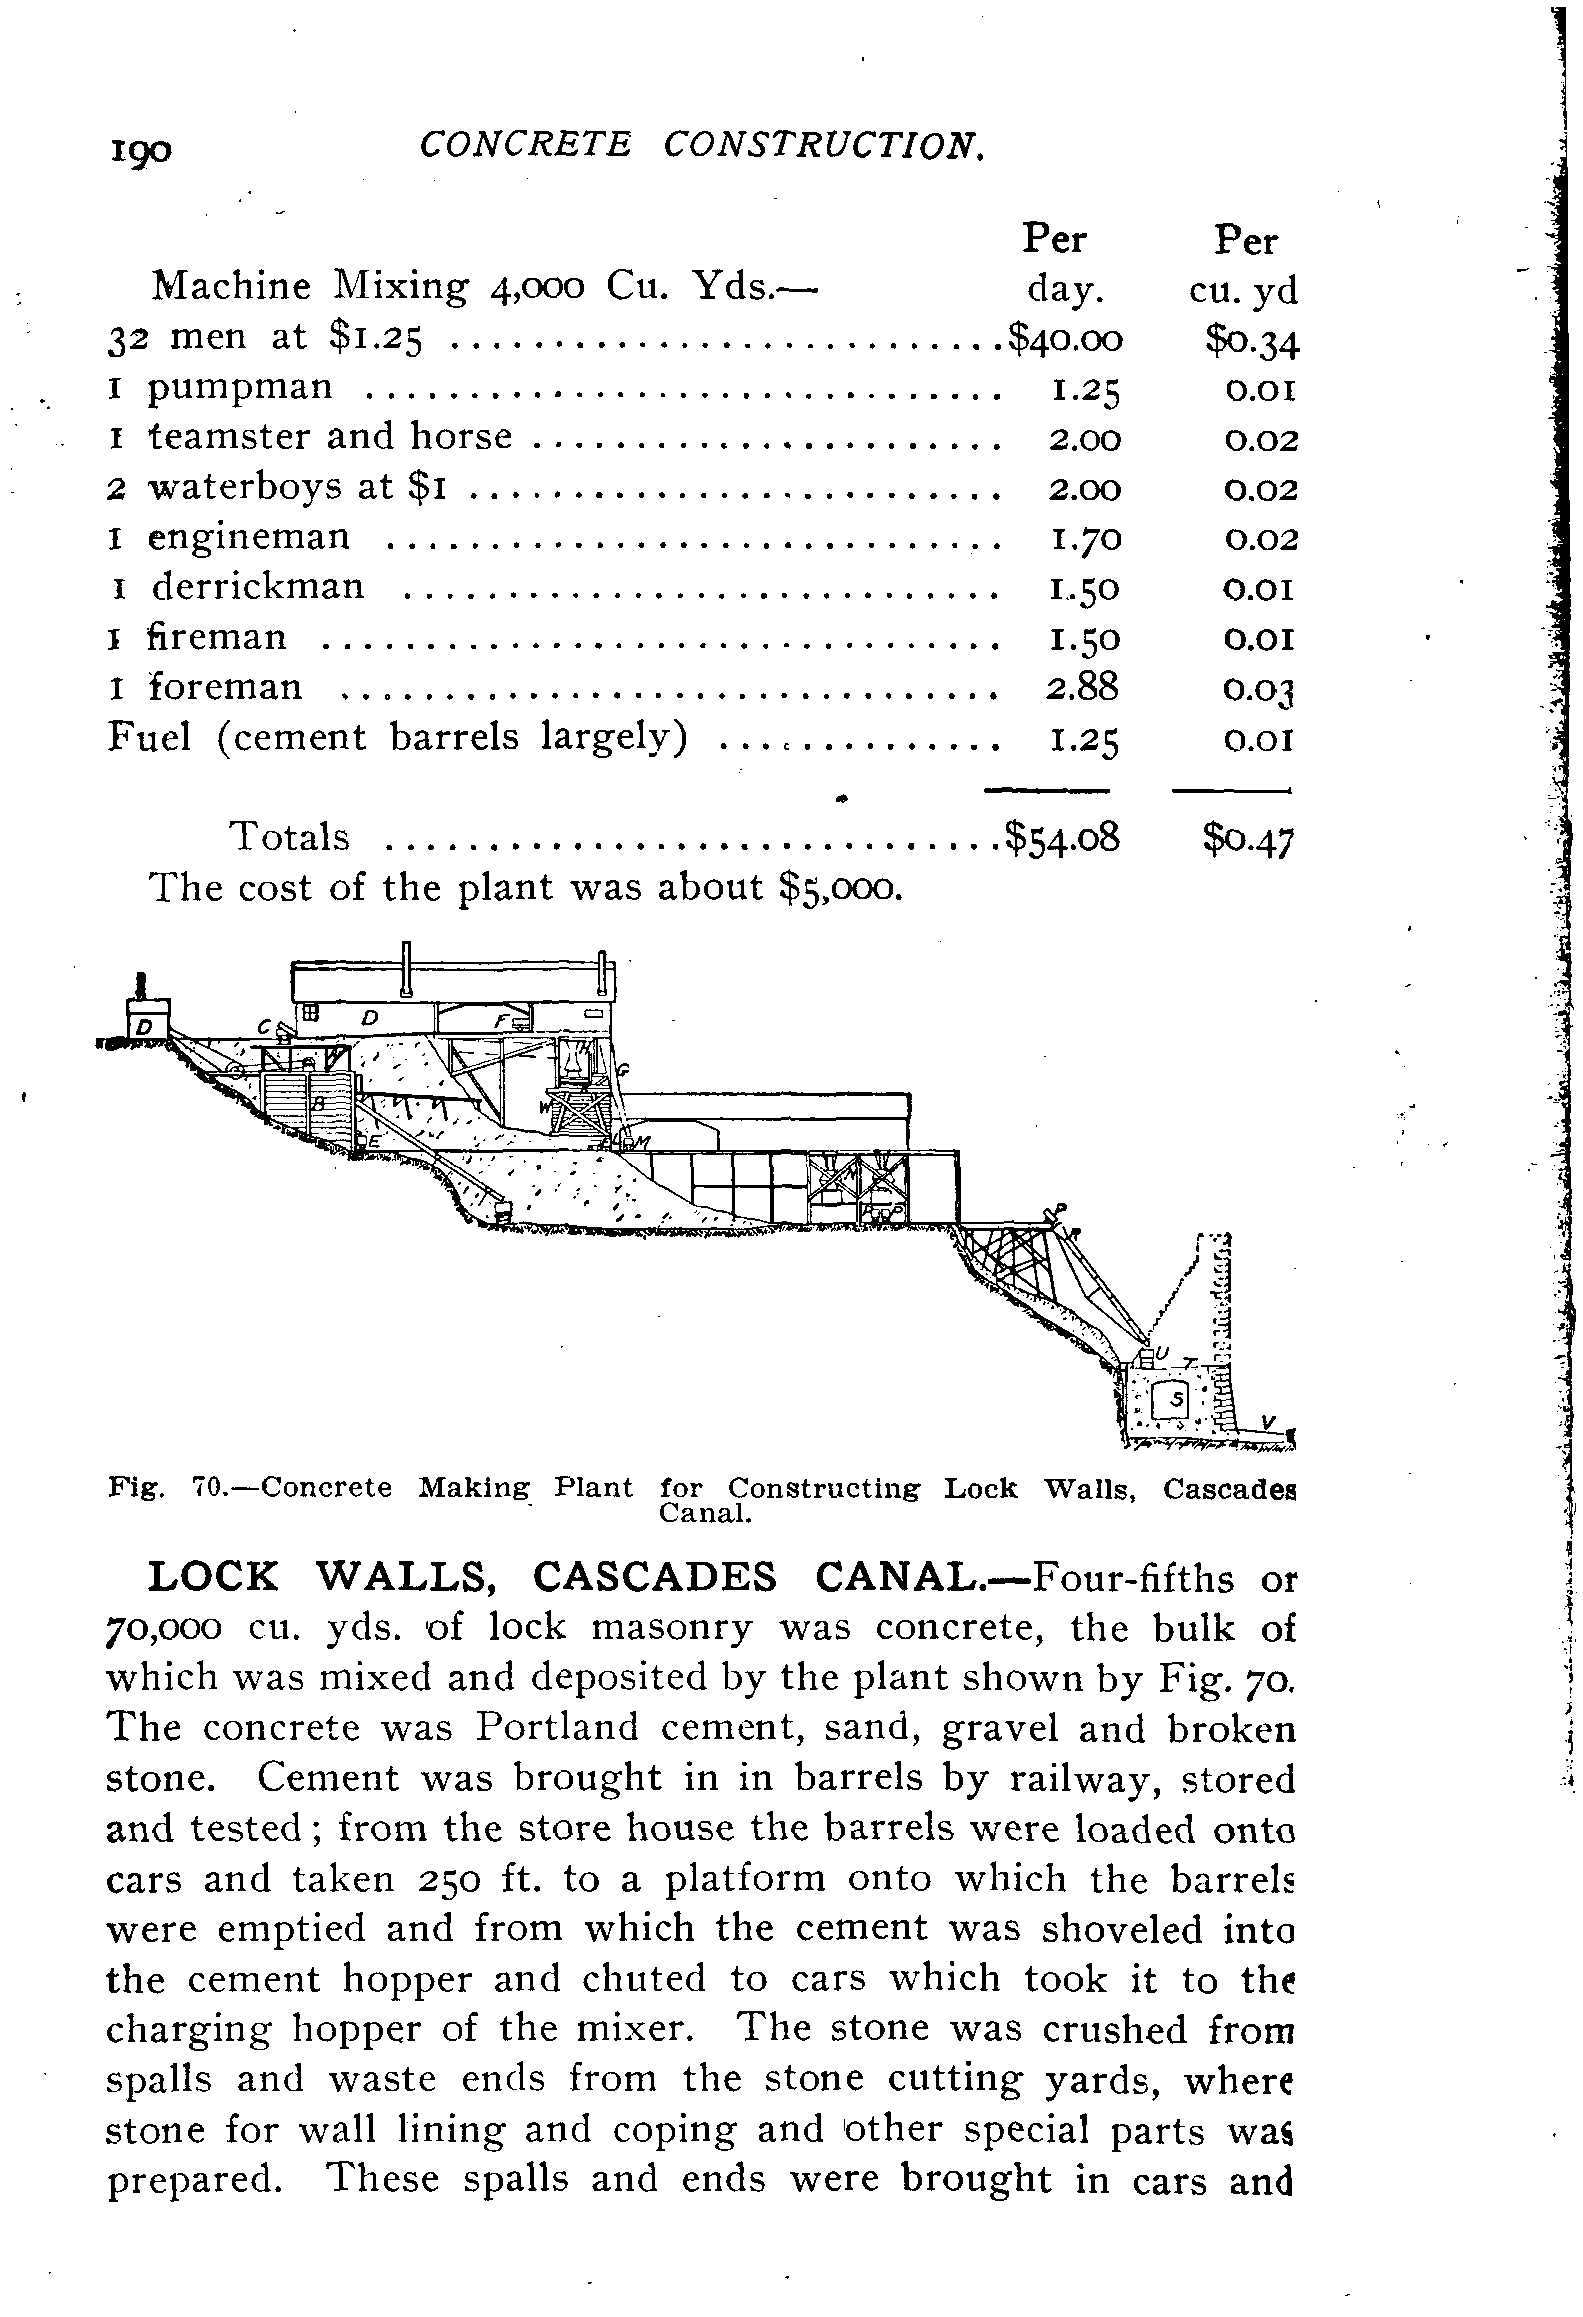 190 CONCRETE CONSTRUCTION.
Per Per
Machine Mixing 4,000 Cu. Yds.— day. cu. yd
32 men at $1.25 ........................... $40.00 $0.34
1 pumpman ............................... 1.25 0.01
1 teamster and horse ....................... 2.00 0.02
2 waterboys at $1 .......................... 2.00 0.02
1 engineman .............................. 1.70 0.02
1 derrickman ............................. 1.50 0.01
1 fireman ................................. 1.50 0.01
1 foreman ................................ 2.88 0.03
Fuel (cement barrels largely) .............. 1.25 0.01
Totals .............................. $54.08 $0.47
The cost of the plant was about $5,000.
D C D F
G
B
W
E M
N
P P
P
R
U T
S
V
Fig. 70.—Concrete Making Plant for Constructing Lock Walls, Cascades
Canal.
LOCK WALLS, CASCADES CANAL.—Four-fifths or
70,000 cu. yds. of lock masonry was concrete, the bulk of
which was mixed and deposited by the plant shown by Fig. 70.
The concrete was Portland cement, sand, gravel and broken
stone. Cement was brought in in barrels by railway, stored
and tested; from the store house the barrels were loaded onto
cars and taken 250 ft. to a platform onto which the barrels
were emptied and from which the cement was shoveled into
the cement hopper and chuted to cars which took it to the
charging hopper of the mixer. The stone was crushed from
spalls and waste ends from the stone cutting yards, where
stone for wall lining and coping and other special parts was
prepared. These spalls and ends were brought in cars and